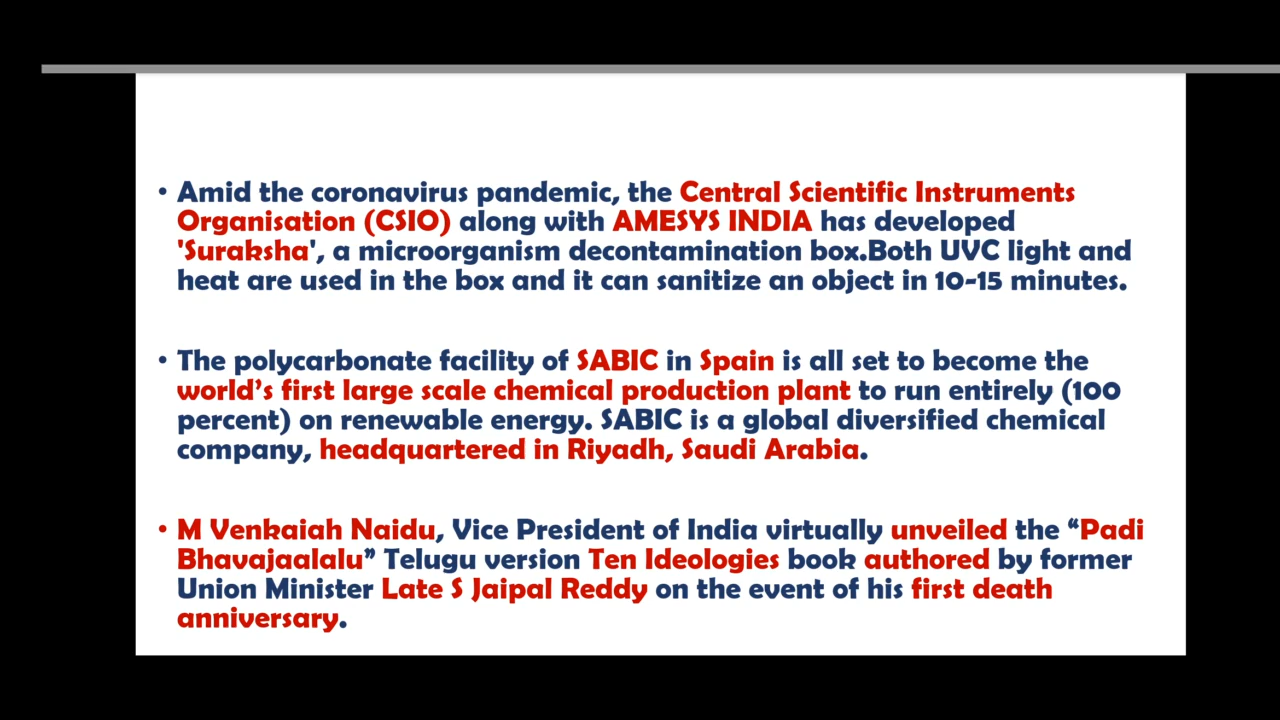 • Amid the coronavirus pandemic, the Central Scientific Instruments
Organisation (CSIO) along with AMESYS INDIA has developed
'Suraksha', a microorganism decontamination box.Both UVC light and
heat are used in the box and it can sanitize an object in 10-15 minutes.
• The polycarbonate facility of SABIC in Spain is all set to become the
world's first large scale chemical production plant to run entirely (100
percent) on renewable energy. SABIC is a global diversified chemical
company, headquartered in Riyadh, Saudi Arabia.
• M Venkaiah Naidu, Vice President of India virtually unveiled the “Padi
Bhavajaalalu” Telugu version Ten Ideologies book authored by former
Union Minister Late S Jaipal Reddy on the event of his first death
anniversary.